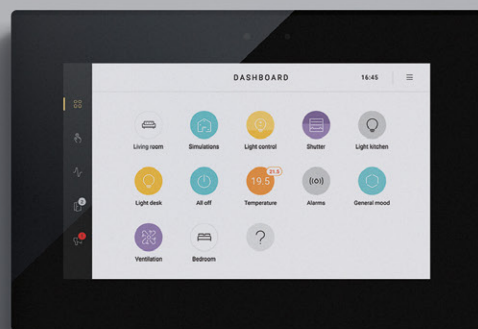 DASHBOARD 16:45
Living room Simulations Light control Shutter Light kitchen
19.5 21.5 ((o))
Light desk All off Temperature Alarms General mood
?
Ventilation Bedroom